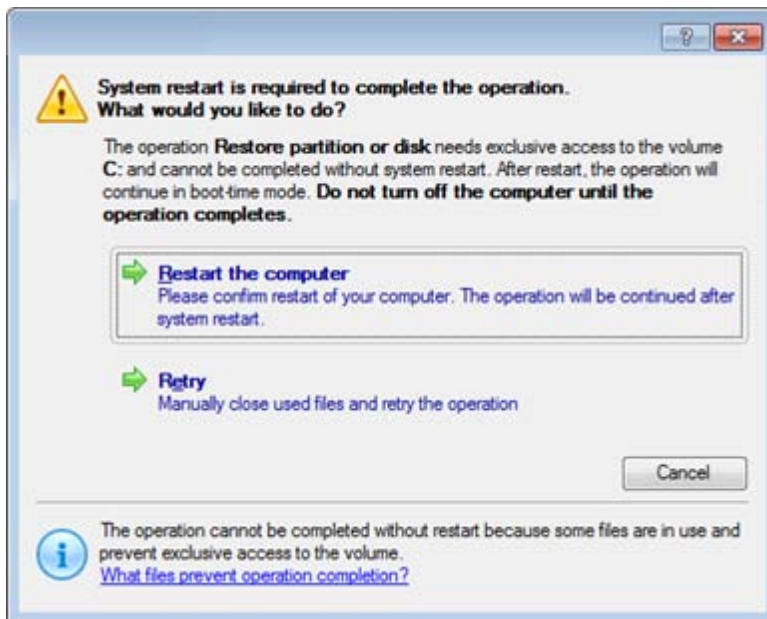 System restart is required to complete the operation.
What would you like to do?
The operation Restore partition or disk needs exclusive access to the volume
C: and cannot be completed without system restart. After restart, the operation will
continue in boot-time mode. Do not turn off the computer until the
operation completes.
Restart the computer
Please confirm restart of your computer. The operation will be continued after
system restart.
Retry
Manually close used files and retry the operation
Cancel
The operation cannot be completed without restart because some files are in use and
prevent exclusive access to the volume.
What files prevent operation completion?